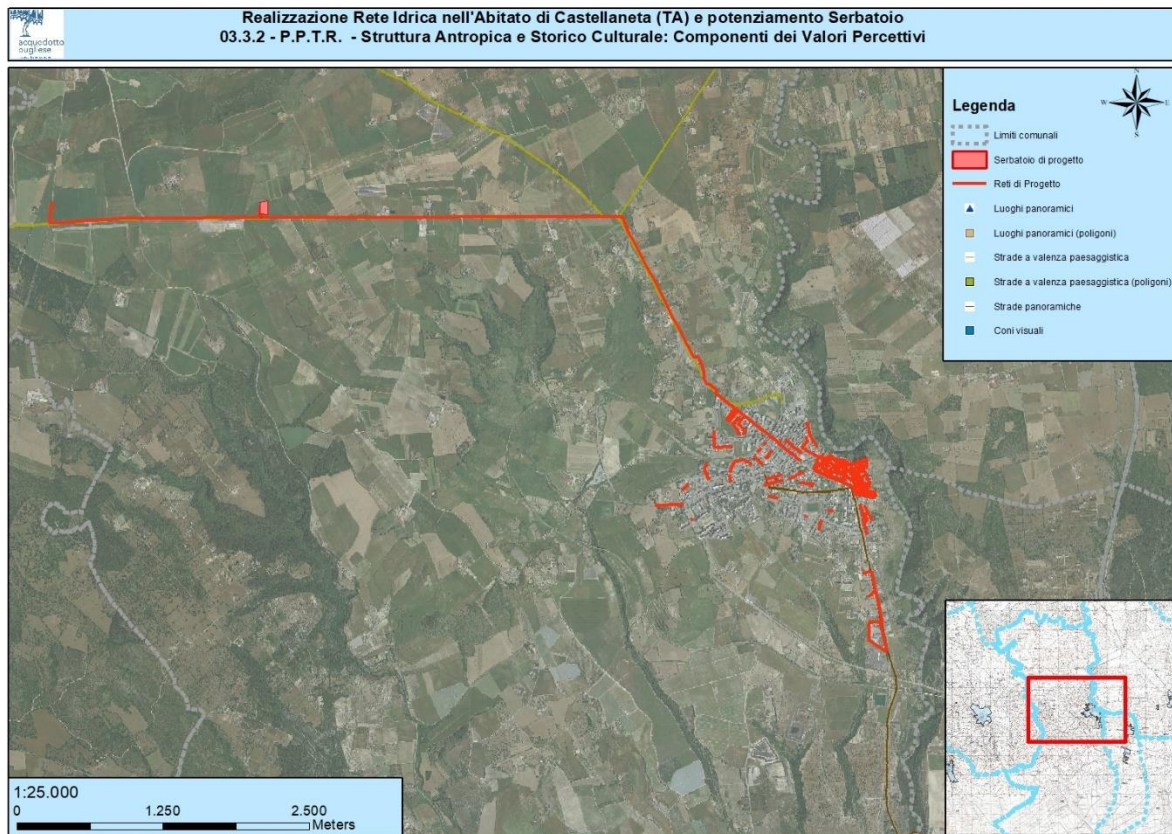 Realizzazione Rete Idrica nell'Abitato di Castellaneta (TA) e potenziamento Serbatoio
03.3.2 - P.P.T.R. - Struttura Antropica e Storico Culturale: Componenti dei Valori Percettivi
acquedotto
pugliese
Legenda
Limiti comunali
Serbatoio di progetto
Reti di Progetto
Luoghi panoramici
Luoghi panoramici (poligoni)
Strade a valenza paesaggistica
Strade a valenza paesaggistica (poligoni)
Strade panoramiche
Coni visuali
N
W
E
S
1:25.000
0 1.250 2.500
Meters